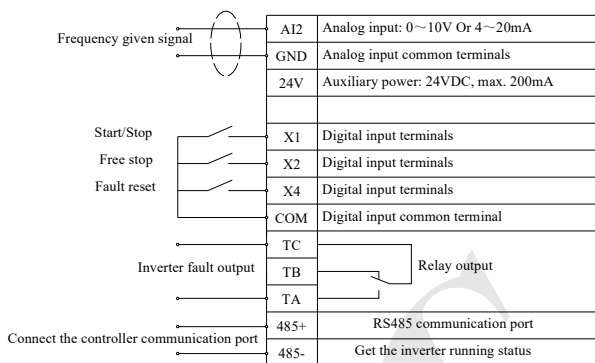 AI2 Analog input: 0～10V Or 4～20mA
Frequency given signal
GND Analog input common terminals
24V Auxiliary power: 24VDC, max. 200mA
Start/Stop X1 Digital input terminals
Free stop X2 Digital input terminals
Fault reset X4 Digital input terminals
COM Digital input common terminal
TC
Inverter fault output TB Relay output
TA
485+ RS485 communication port
Connect the controller communication port
485- Get the inverter running status